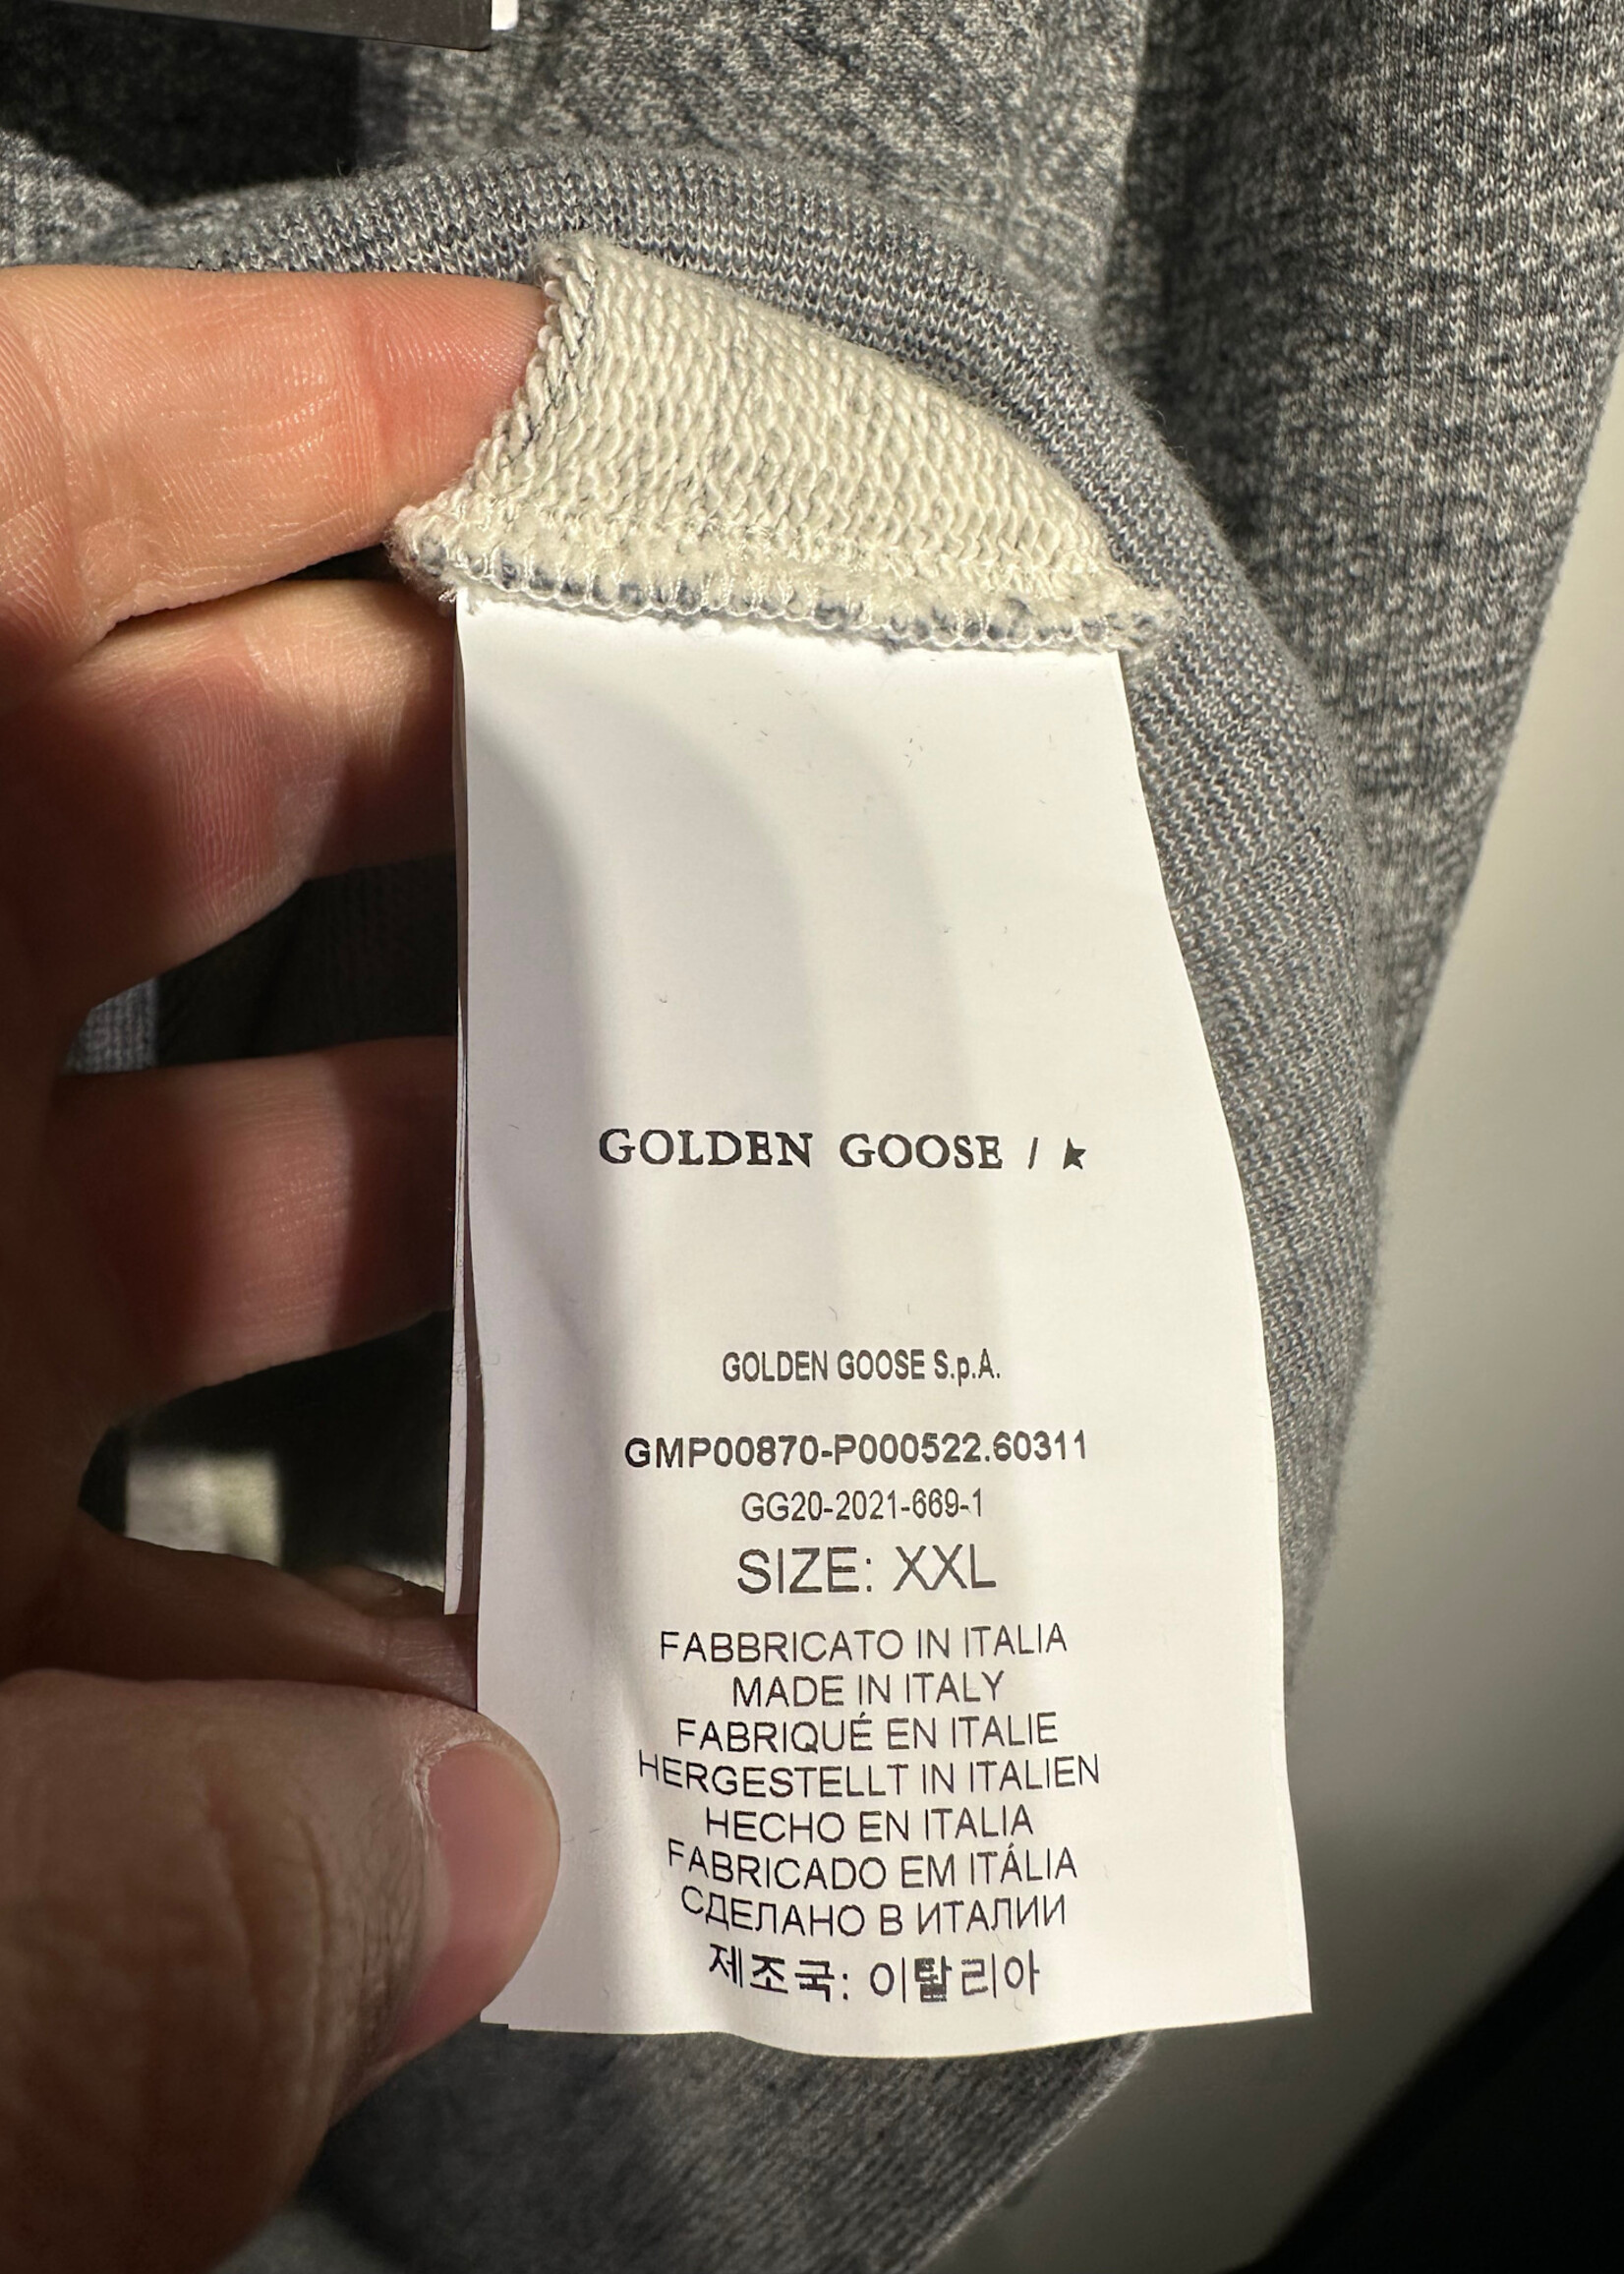 GOLDEN GOOSE / ★
GOLDEN GOOSE S.p.A.
GMP00870-P000522.60311
GG20-2021-669-1
SIZE: XXL
FABBRICATO IN ITALIA
MADE IN ITALY
FABRIQUÉ EN ITALIE
HERGESTELLT IN ITALIEN
HECHO EN ITALIA
FABRICADO EM ITÁLIA
СДЕЛАНО В ИТАЛИИ
제조국: 이탈리아